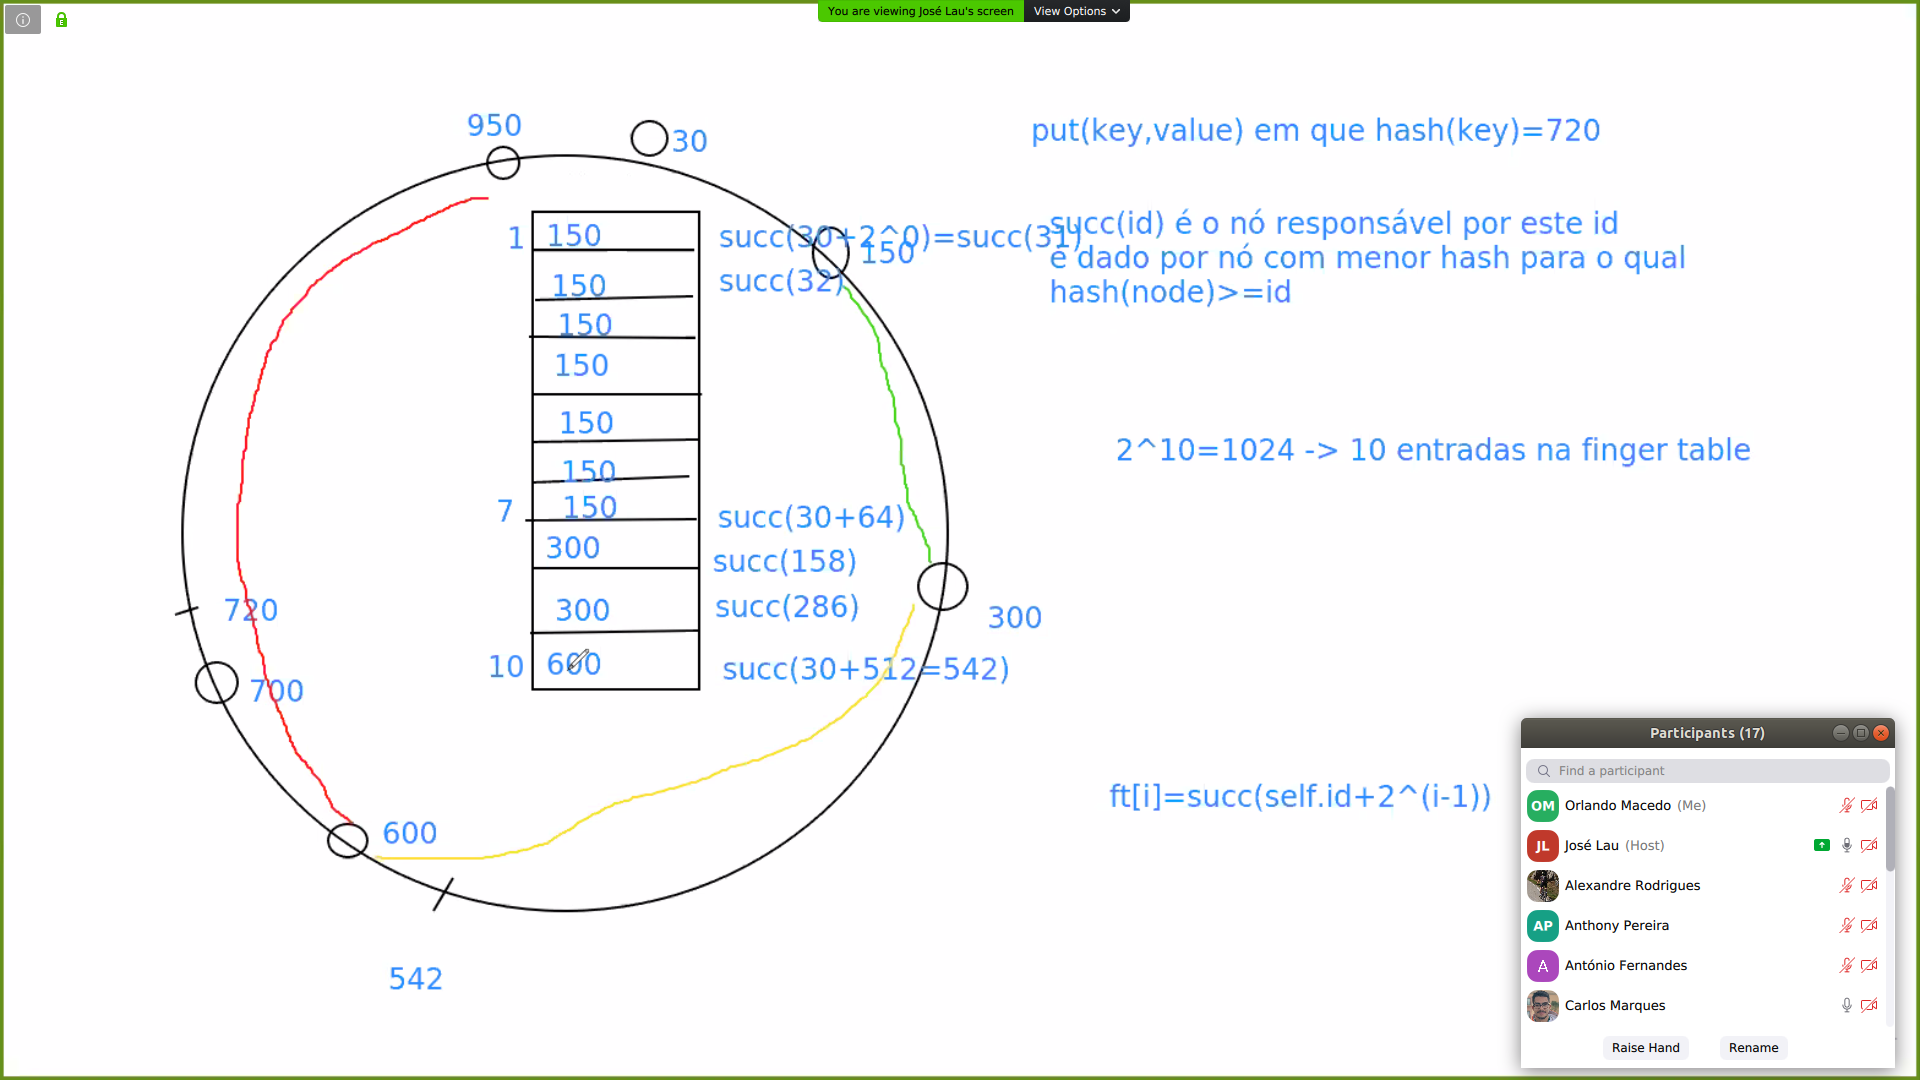 You are viewing José Lau's screen
View Options
950
30
put(key,value) em que hash(key)=720
1
150
succ(30+2^0)=succ(31)
150
succ(id) é o nó responsável por este id
é dado por nó com menor hash para o qual
hash(node)>=id
150
succ(32)
150
150
150
150
7
150
succ(30+64)
300
succ(158)
300
succ(286)
10
600
succ(30+512=542)
2^10=1024 -> 10 entradas na finger table
720
700
300
600
542
ft[i]=succ(self.id+2^(i-1))
Participants (17)
Find a participant
OM Orlando Macedo (Me)
JL José Lau (Host)
Alexandre Rodrigues
AP Anthony Pereira
A António Fernandes
Carlos Marques
Raise Hand
Rename